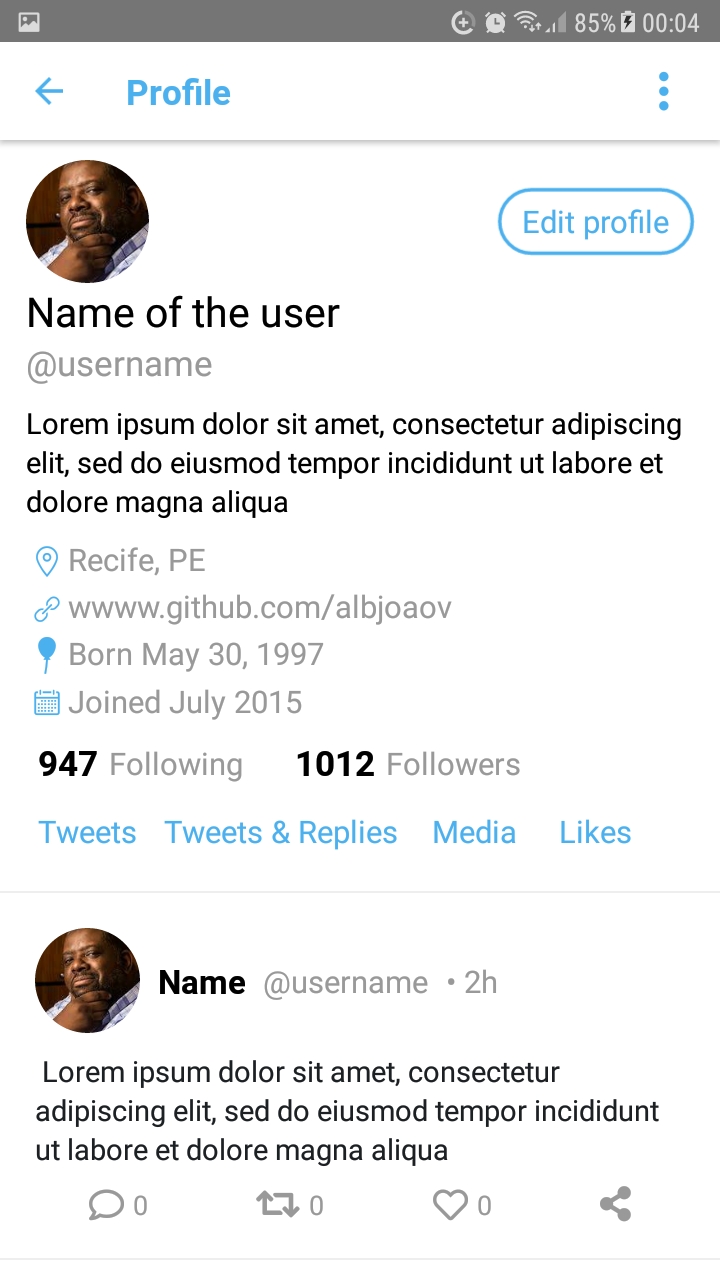 85% 00:04
Profile
Edit profile
Name of the user
@username
Lorem ipsum dolor sit amet, consectetur adipiscing
elit, sed do eiusmod tempor incididunt ut labore et
dolore magna aliqua
Recife, PE
wwww.github.com/albjoaov
Born May 30, 1997
Joined July 2015
947 Following 1012 Followers
Tweets Tweets & Replies Media Likes
Name @username • 2h
Lorem ipsum dolor sit amet, consectetur
adipiscing elit, sed do eiusmod tempor incididunt
ut labore et dolore magna aliqua
0 0 0